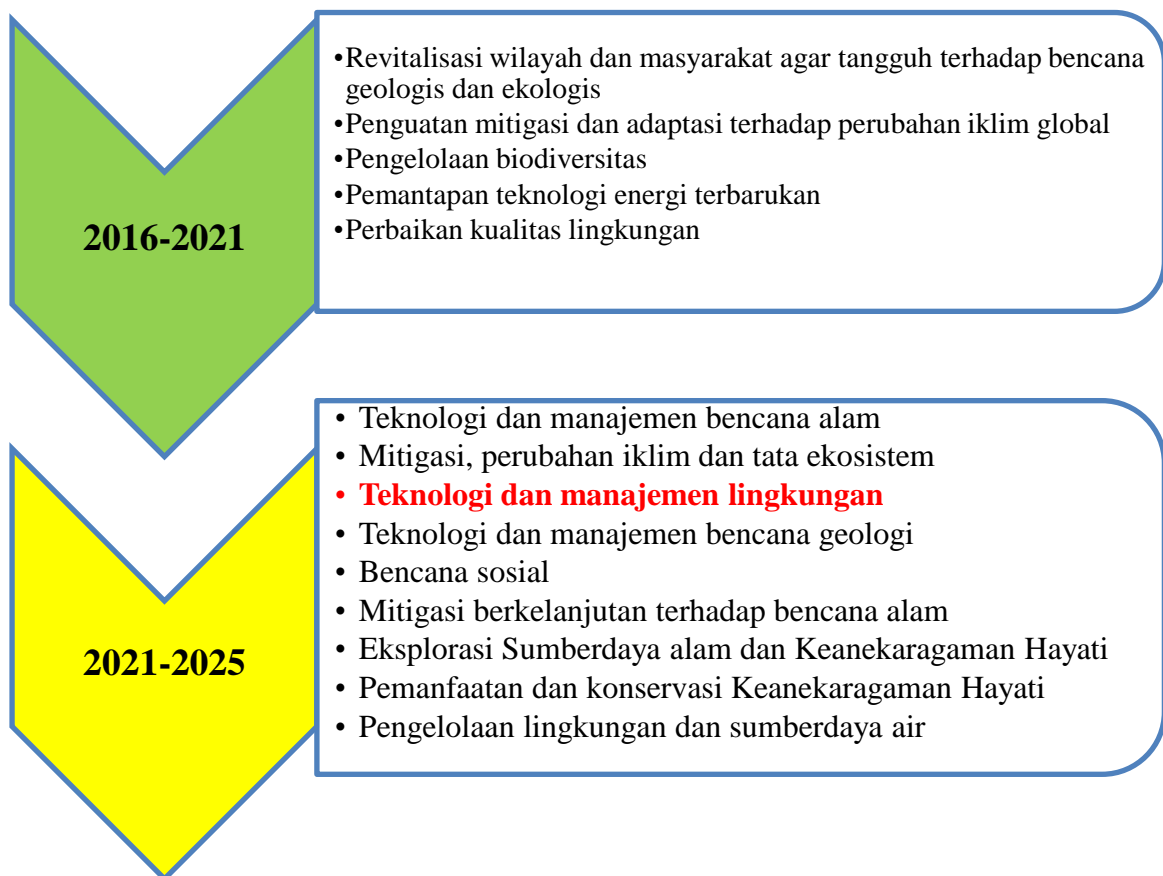 2016-2021
•Revitalisasi wilayah dan masyarakat agar tangguh terhadap bencana
geologis dan ekologis
•Penguatan mitigasi dan adaptasi terhadap perubahan iklim global
•Pengelolaan biodiversitas
•Pemantapan teknologi energi terbarukan
•Perbaikan kualitas lingkungan
2021-2025
• Teknologi dan manajemen bencana alam
• Mitigasi, perubahan iklim dan tata ekosistem
• Teknologi dan manajemen lingkungan
• Teknologi dan manajemen bencana geologi
• Bencana sosial
• Mitigasi berkelanjutan terhadap bencana alam
• Eksplorasi Sumberdaya alam dan Keanekaragaman Hayati
• Pemanfaatan dan konservasi Keanekaragaman Hayati
• Pengelolaan lingkungan dan sumberdaya air